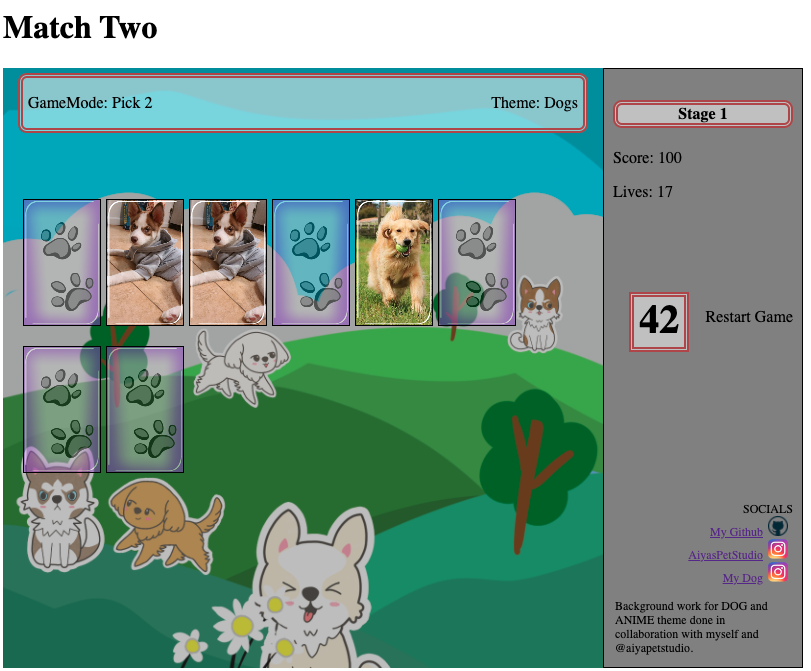 Match Two
GameMode: Pick 2
Theme: Dogs
Stage 1
Score: 100
Lives: 17
42
Restart Game
SOCIALS
My Github
AiyasPetStudio
My Dog
Background work for DOG and
ANIME theme done in
collaboration with myself and
@aiyapetstudio.